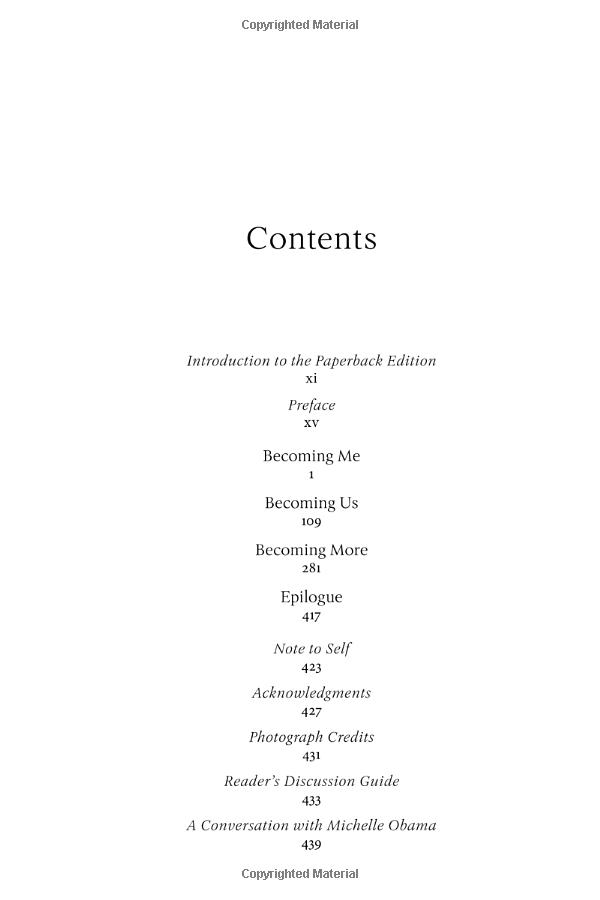 Copyrighted Material
Contents
Introduction to the Paperback Edition
xi
Preface
xv
Becoming Me
1
Becoming Us
109
Becoming More
281
Epilogue
417
Note to Self
423
Acknowledgments
427
Photograph Credits
431
Reader's Discussion Guide
433
A Conversation with Michelle Obama
439
Copyrighted Material